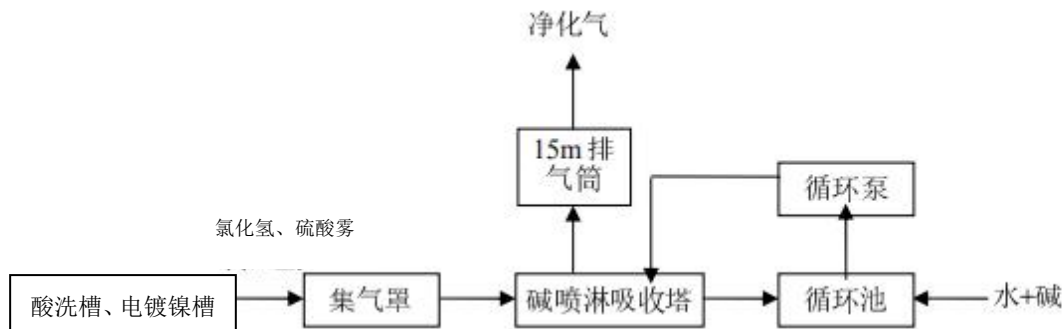 净化气
15m 排
气筒
循环泵
氯化氢、硫酸雾
酸洗槽、电镀镍槽
集气罩
碱喷淋吸收塔
循环池
水+碱